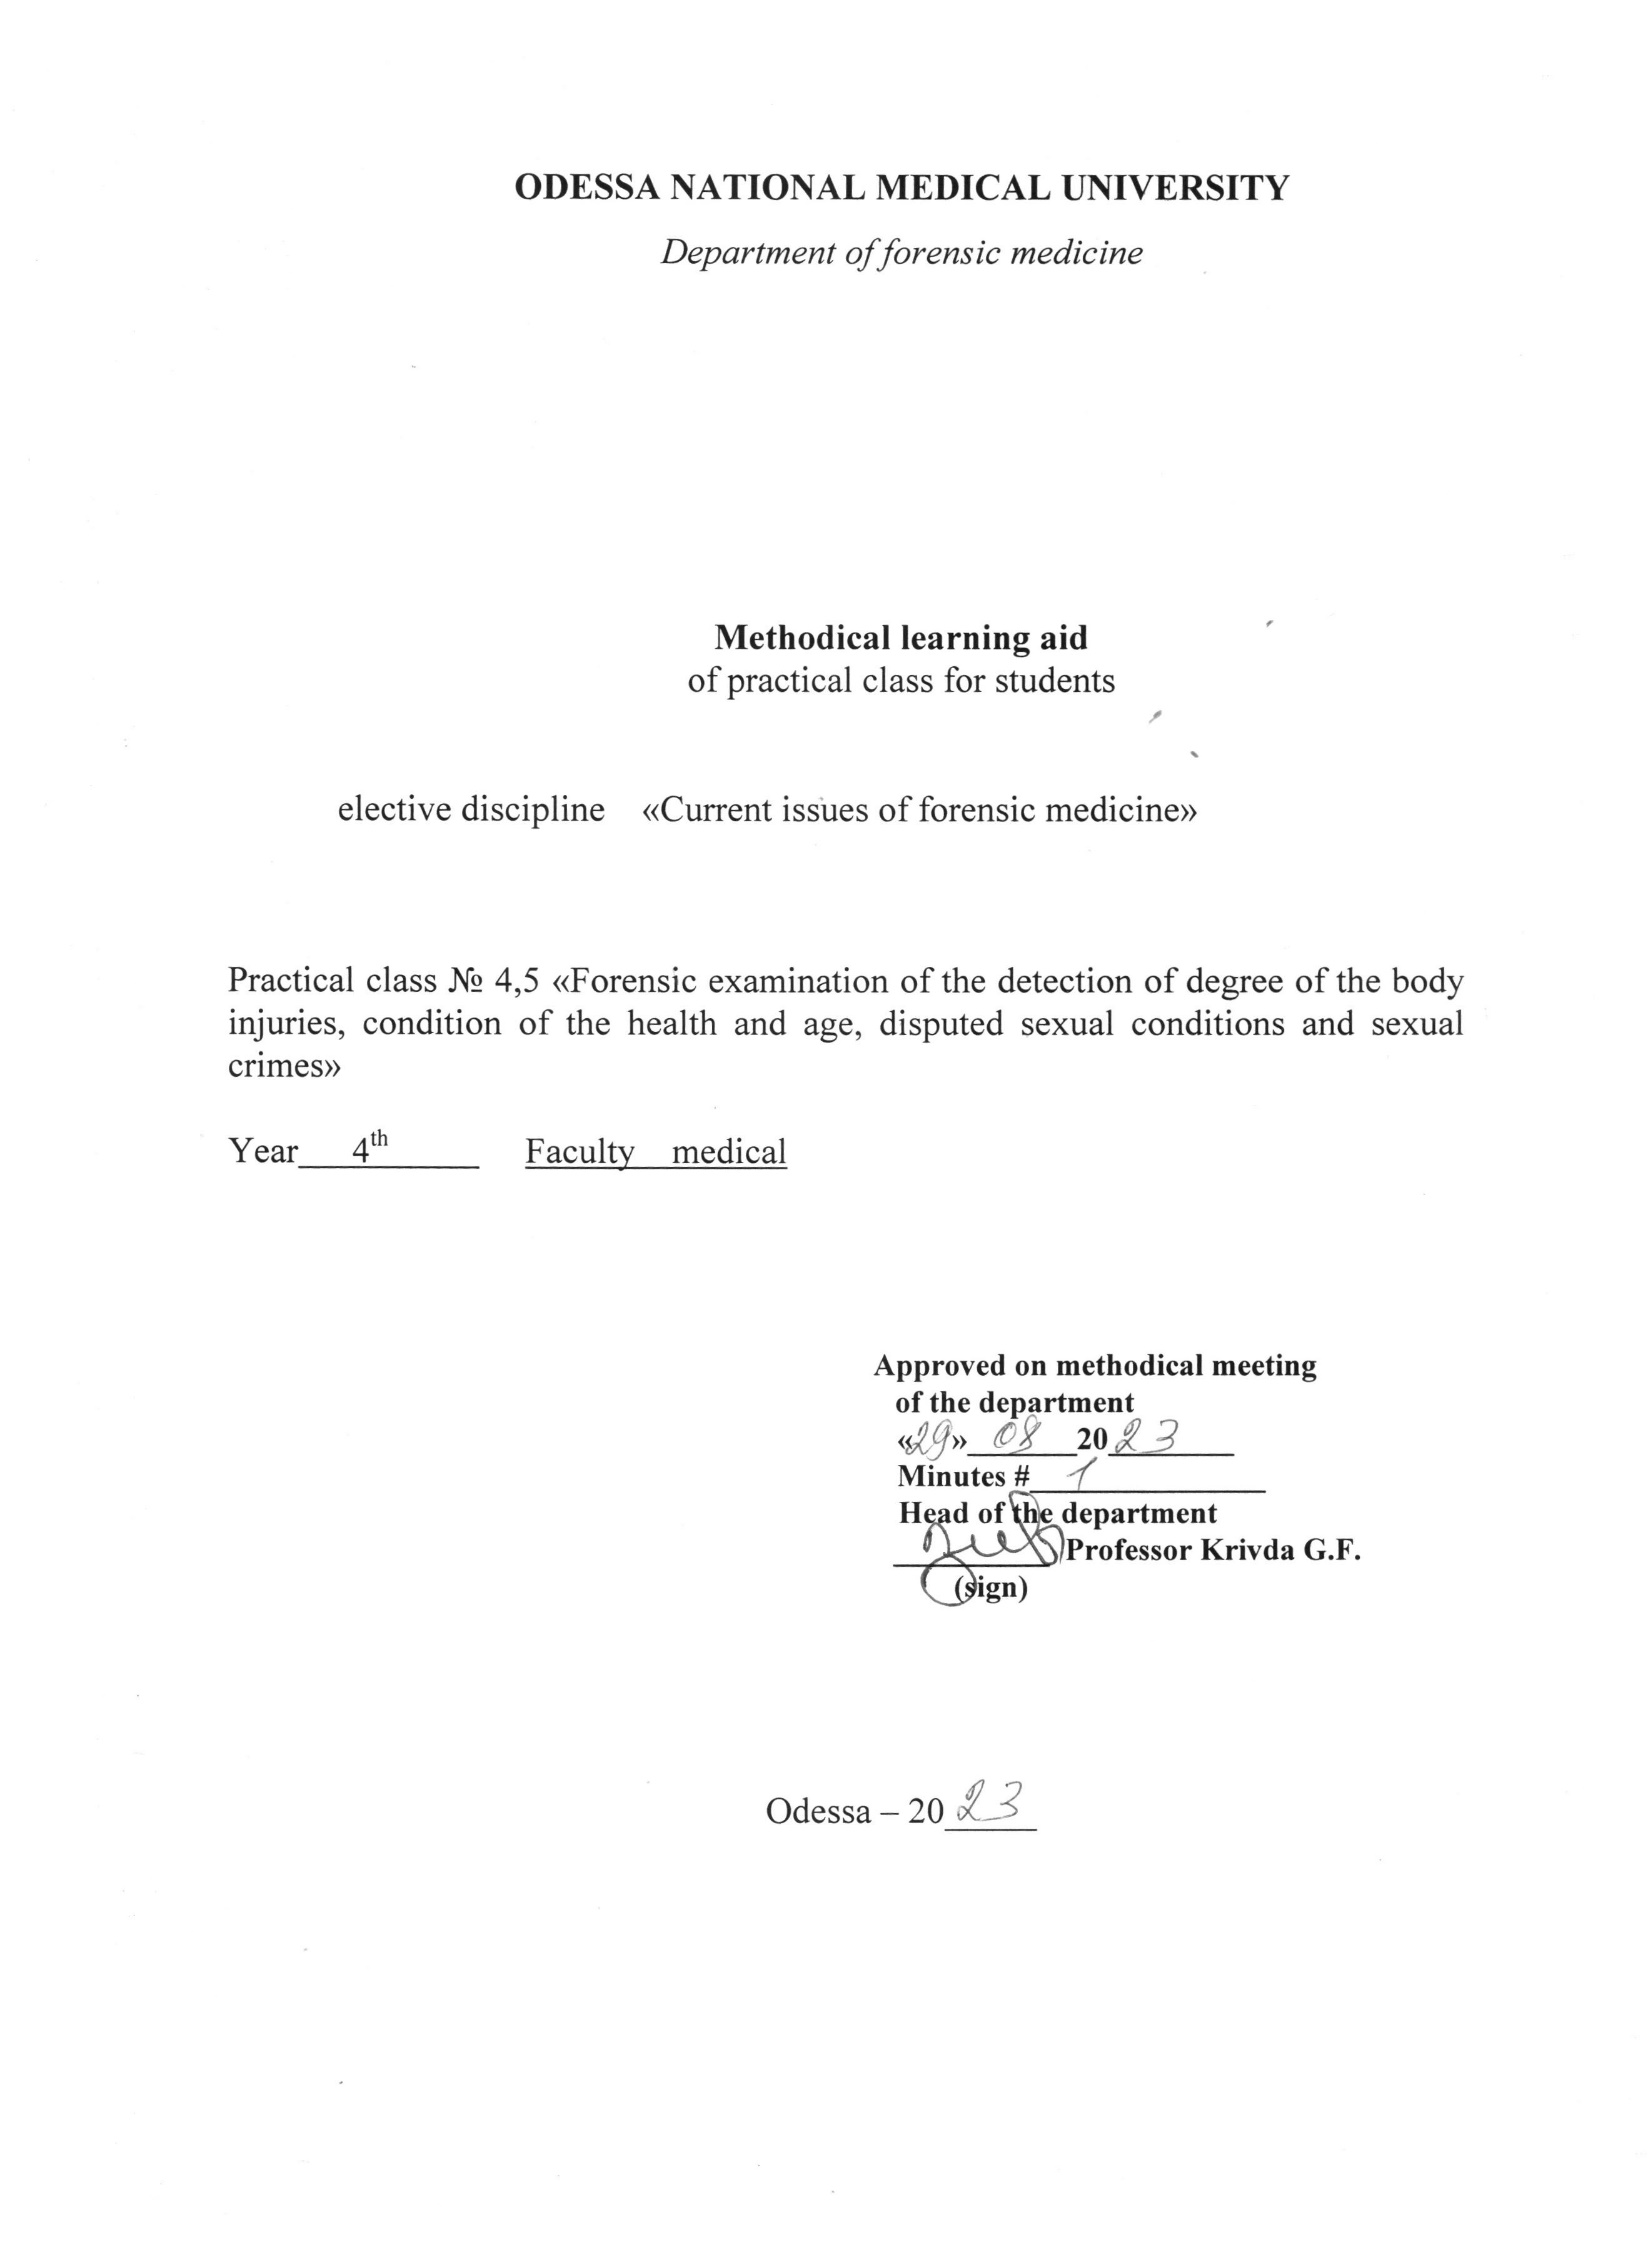 ODESSA NATIONAL MEDICAL UNIVERSITY
Department of forensic medicine
Methodical learning aid
of practical class for students
elective discipline «Current issues of forensic medicine»
Practical class № 4,5 «Forensic examination of the detection of degree of the body
injuries, condition of the health and age, disputed sexual conditions and sexual
crimes»
Year 4th Faculty medical
Approved on methodical meeting
of the department
«29» 08 2023
Minutes # 1
Head of the department
Professor Krivda G.F.
(sign)
Odessa – 2023